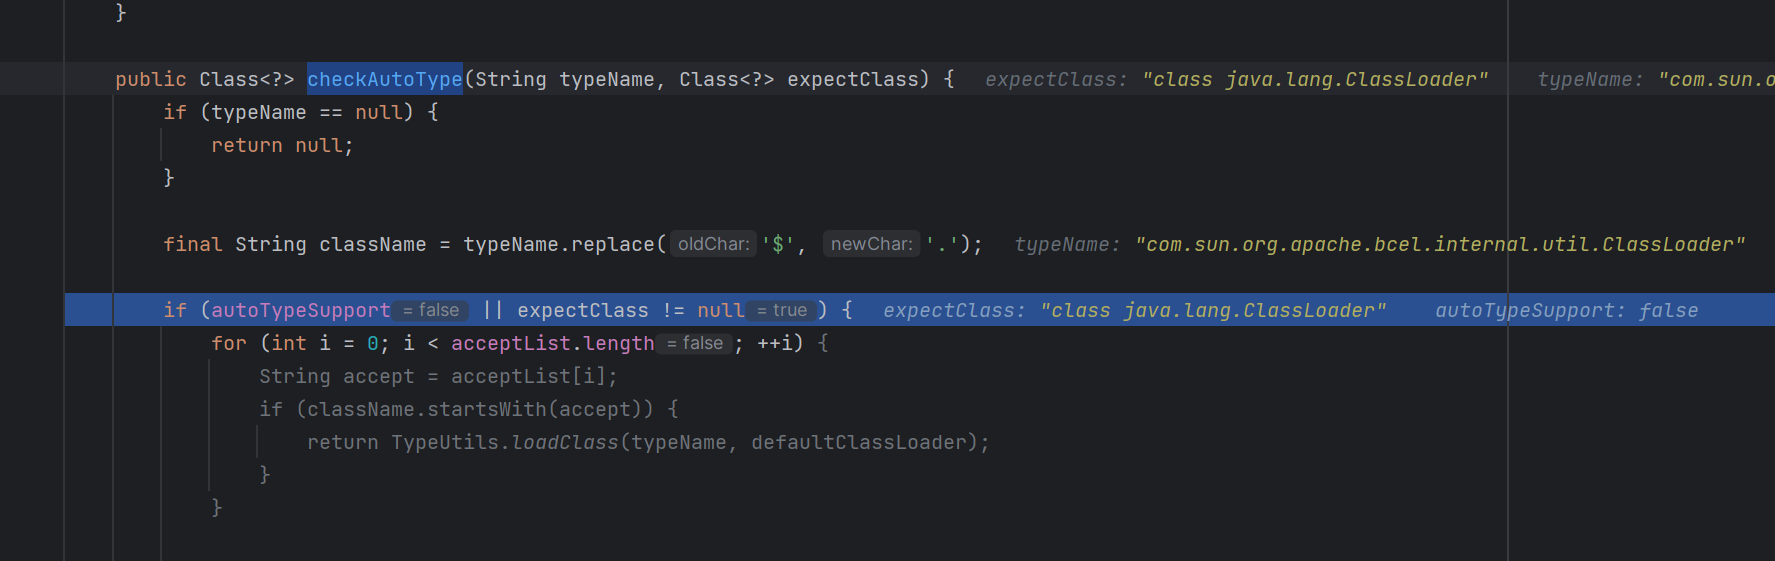 }
public Class<?> checkAutoType(String typeName, Class<?> expectClass) { expectClass: "class java.lang.ClassLoader" typeName: "com.sun.o
if (typeName == null) {
return null;
}
final String className = typeName.replace( oldChar: '$', newChar: '.'); typeName: "com.sun.org.apache.bcel.internal.util.ClassLoader"
if (autoTypeSupport = false || expectClass != null = true ) { expectClass: "class java.lang.ClassLoader" autoTypeSupport: false
for (int i = 0; i < acceptList.length = false ; ++i) {
String accept = acceptList[i];
if (className.startsWith(accept)) {
return TypeUtils.loadClass(typeName, defaultClassLoader);
}
}